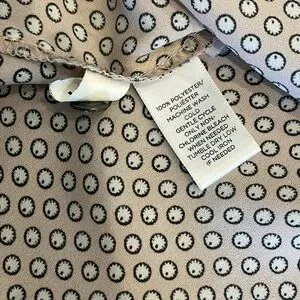 100% POLYESTER/
POLIÉSTER
MACHINE WASH
COLD
GENTLE CYCLE
ONLY NON-
CHLORINE BLEACH
WHEN NEEDED
TUMBLE DRY LOW
COOL IRON
IF NEEDED